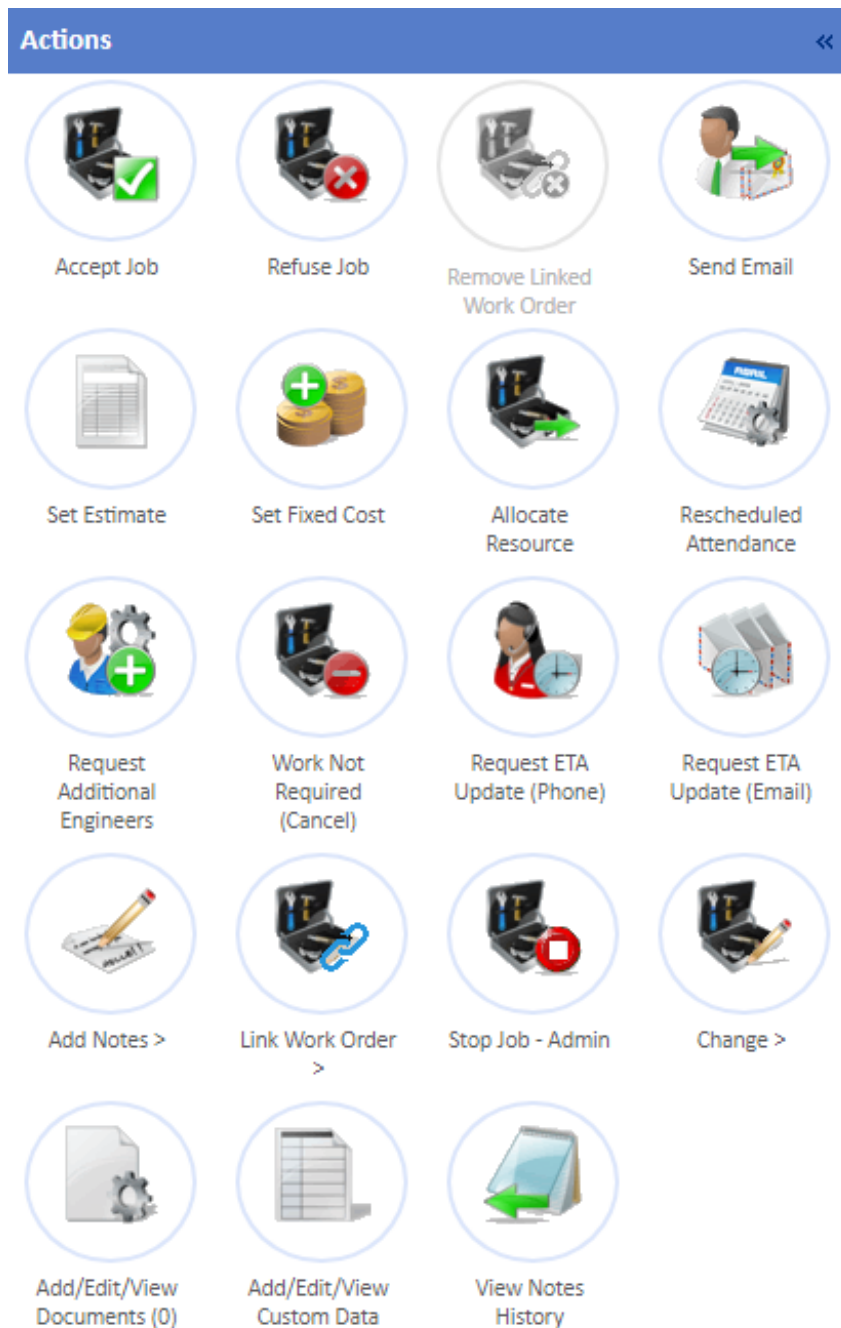 Actions
Accept Job
Refuse Job
Remove Linked
Work Order
Send Email
Set Estimate
Set Fixed Cost
Allocate
Resource
ABRIL
Rescheduled
Attendance
Request
Additional
Engineers
Work Not
Required
(Cancel)
Request ETA
Update (Phone)
Request ETA
Update (Email)
Add Notes >
Link Work Order
>
Stop Job - Admin
Change >
Add/Edit/View
Documents (0)
Add/Edit/View
Custom Data
View Notes
History